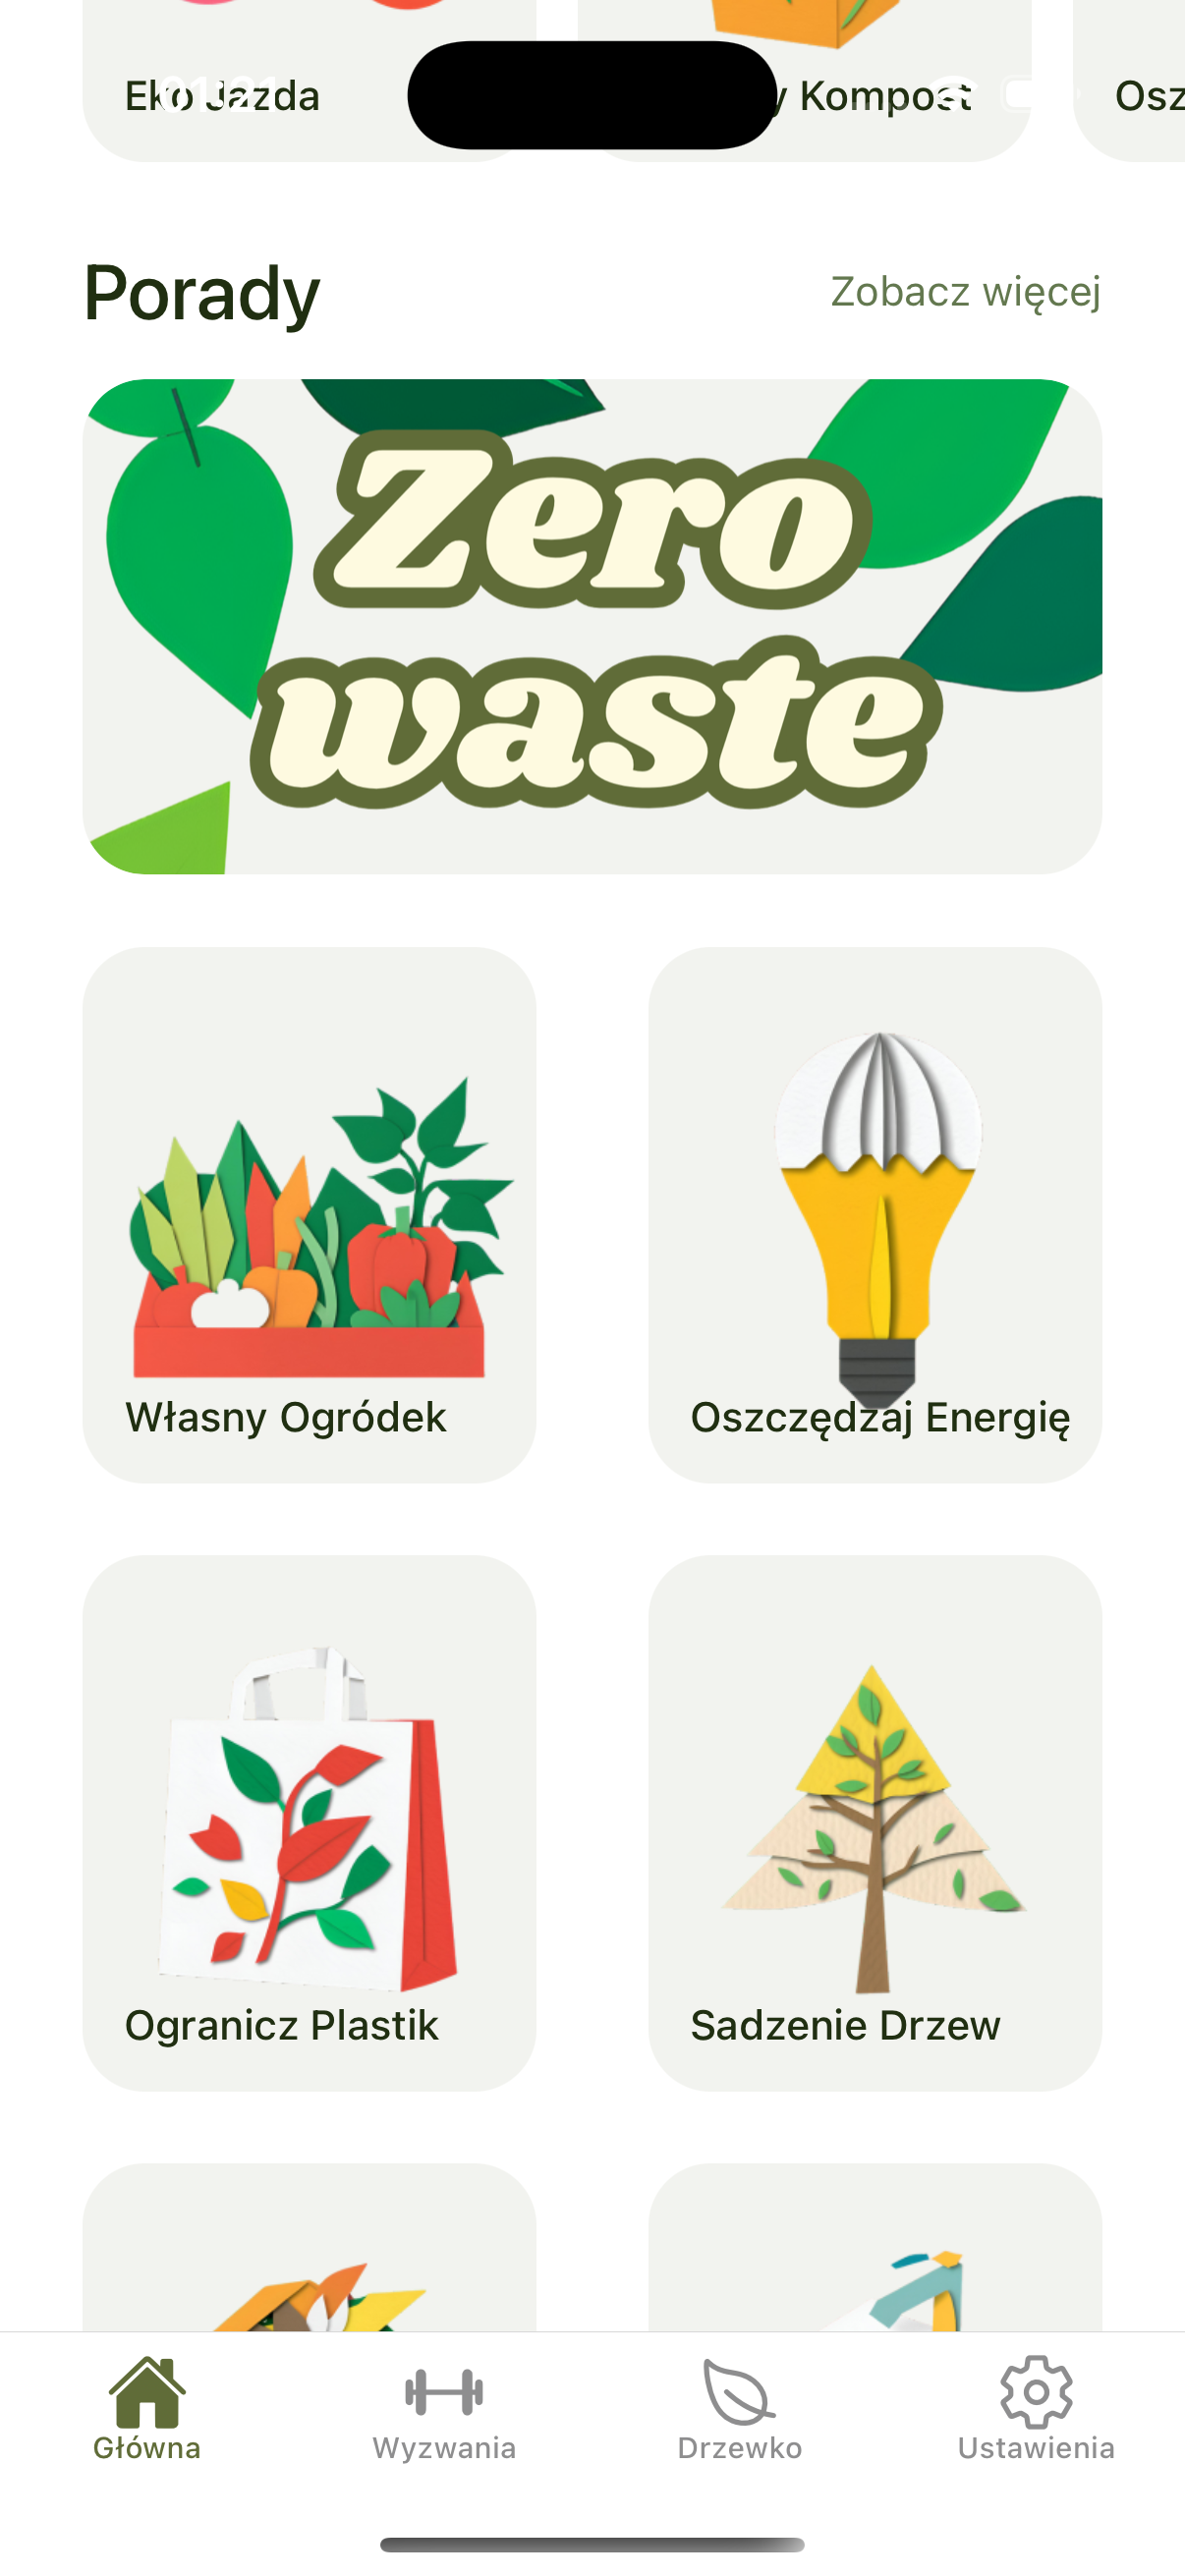 Eko Jazda
y Kompost
Osz
Porady
Zobacz więcej
Zero
waste
Własny Ogródek
Oszczędzaj Energię
Ogranicz Plastik
Sadzenie Drzew
Główna
Wyzwania
Drzewko
Ustawienia